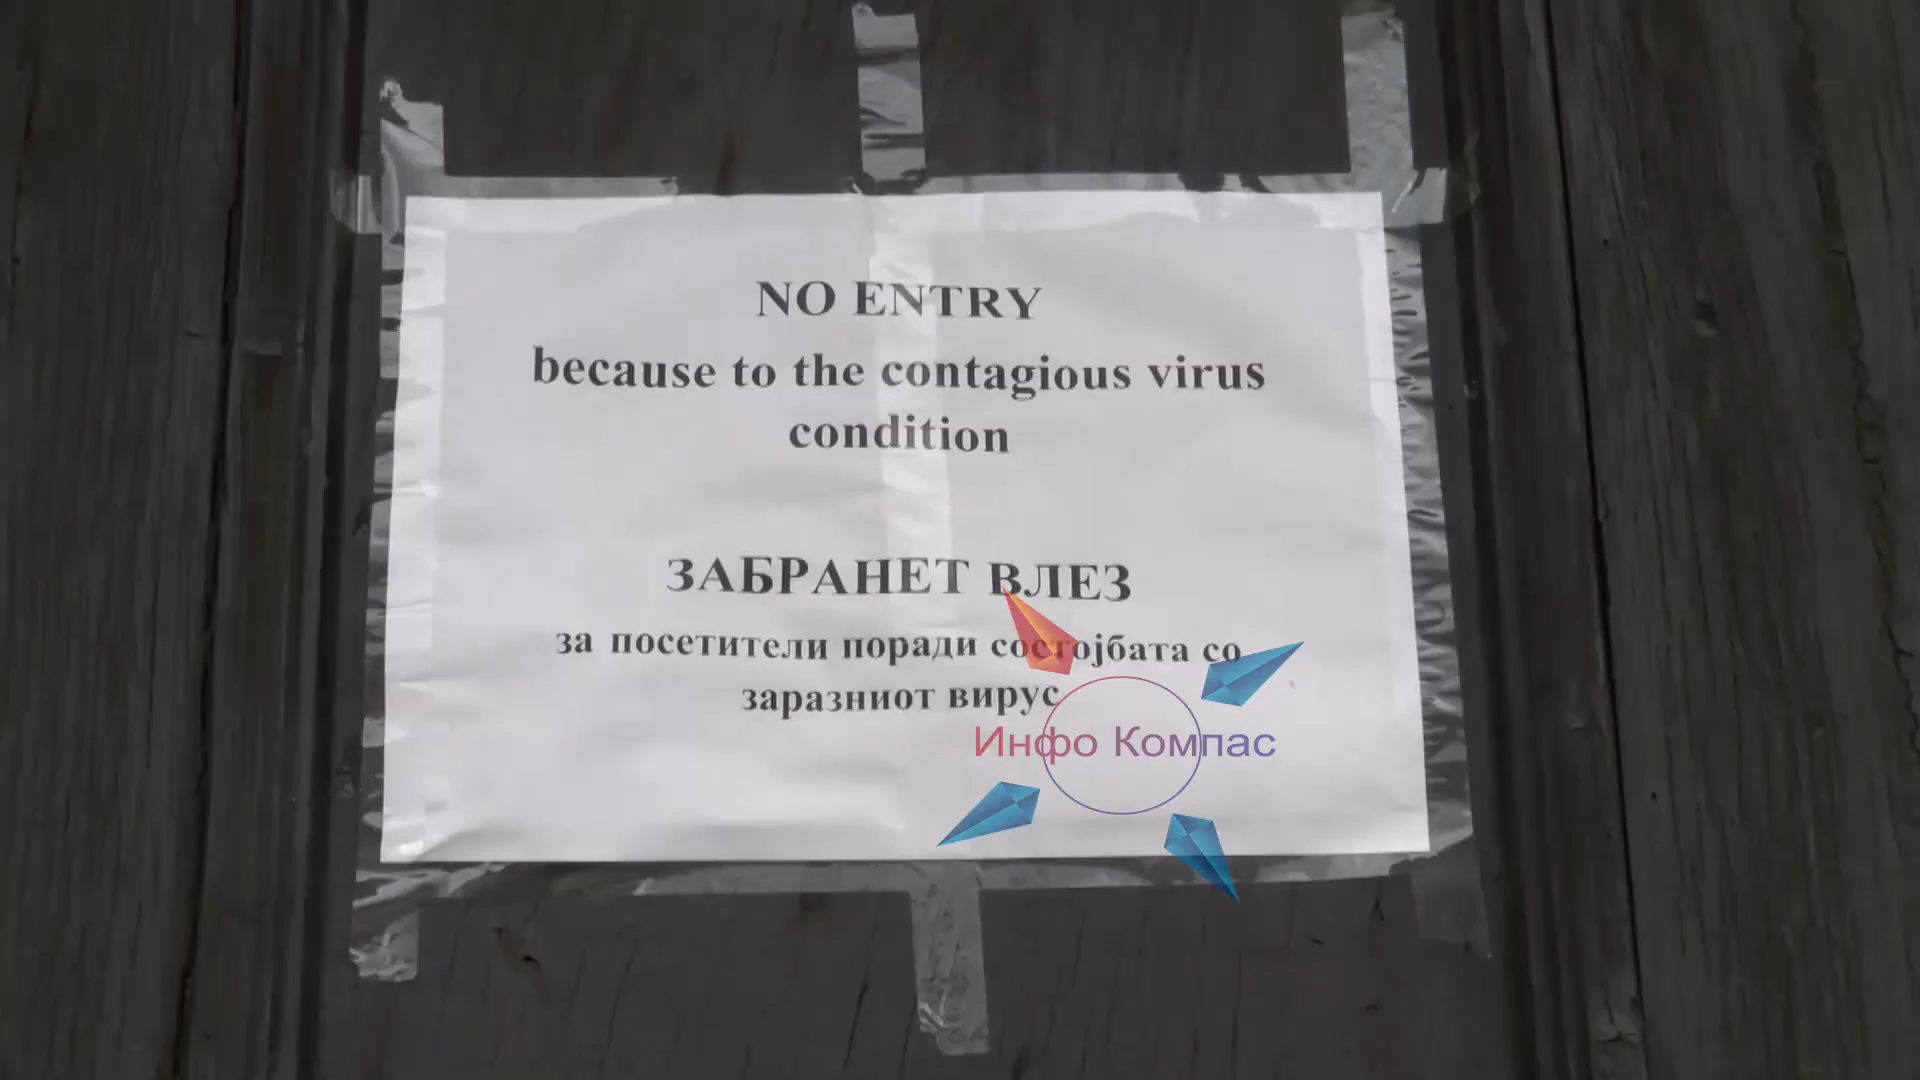 NO ENTRY
because to the contagious virus
condition
ЗАБРАНЕТ ВЛЕЗ
за посетители поради состојбата со
заразниот вирус
Инфо Компас